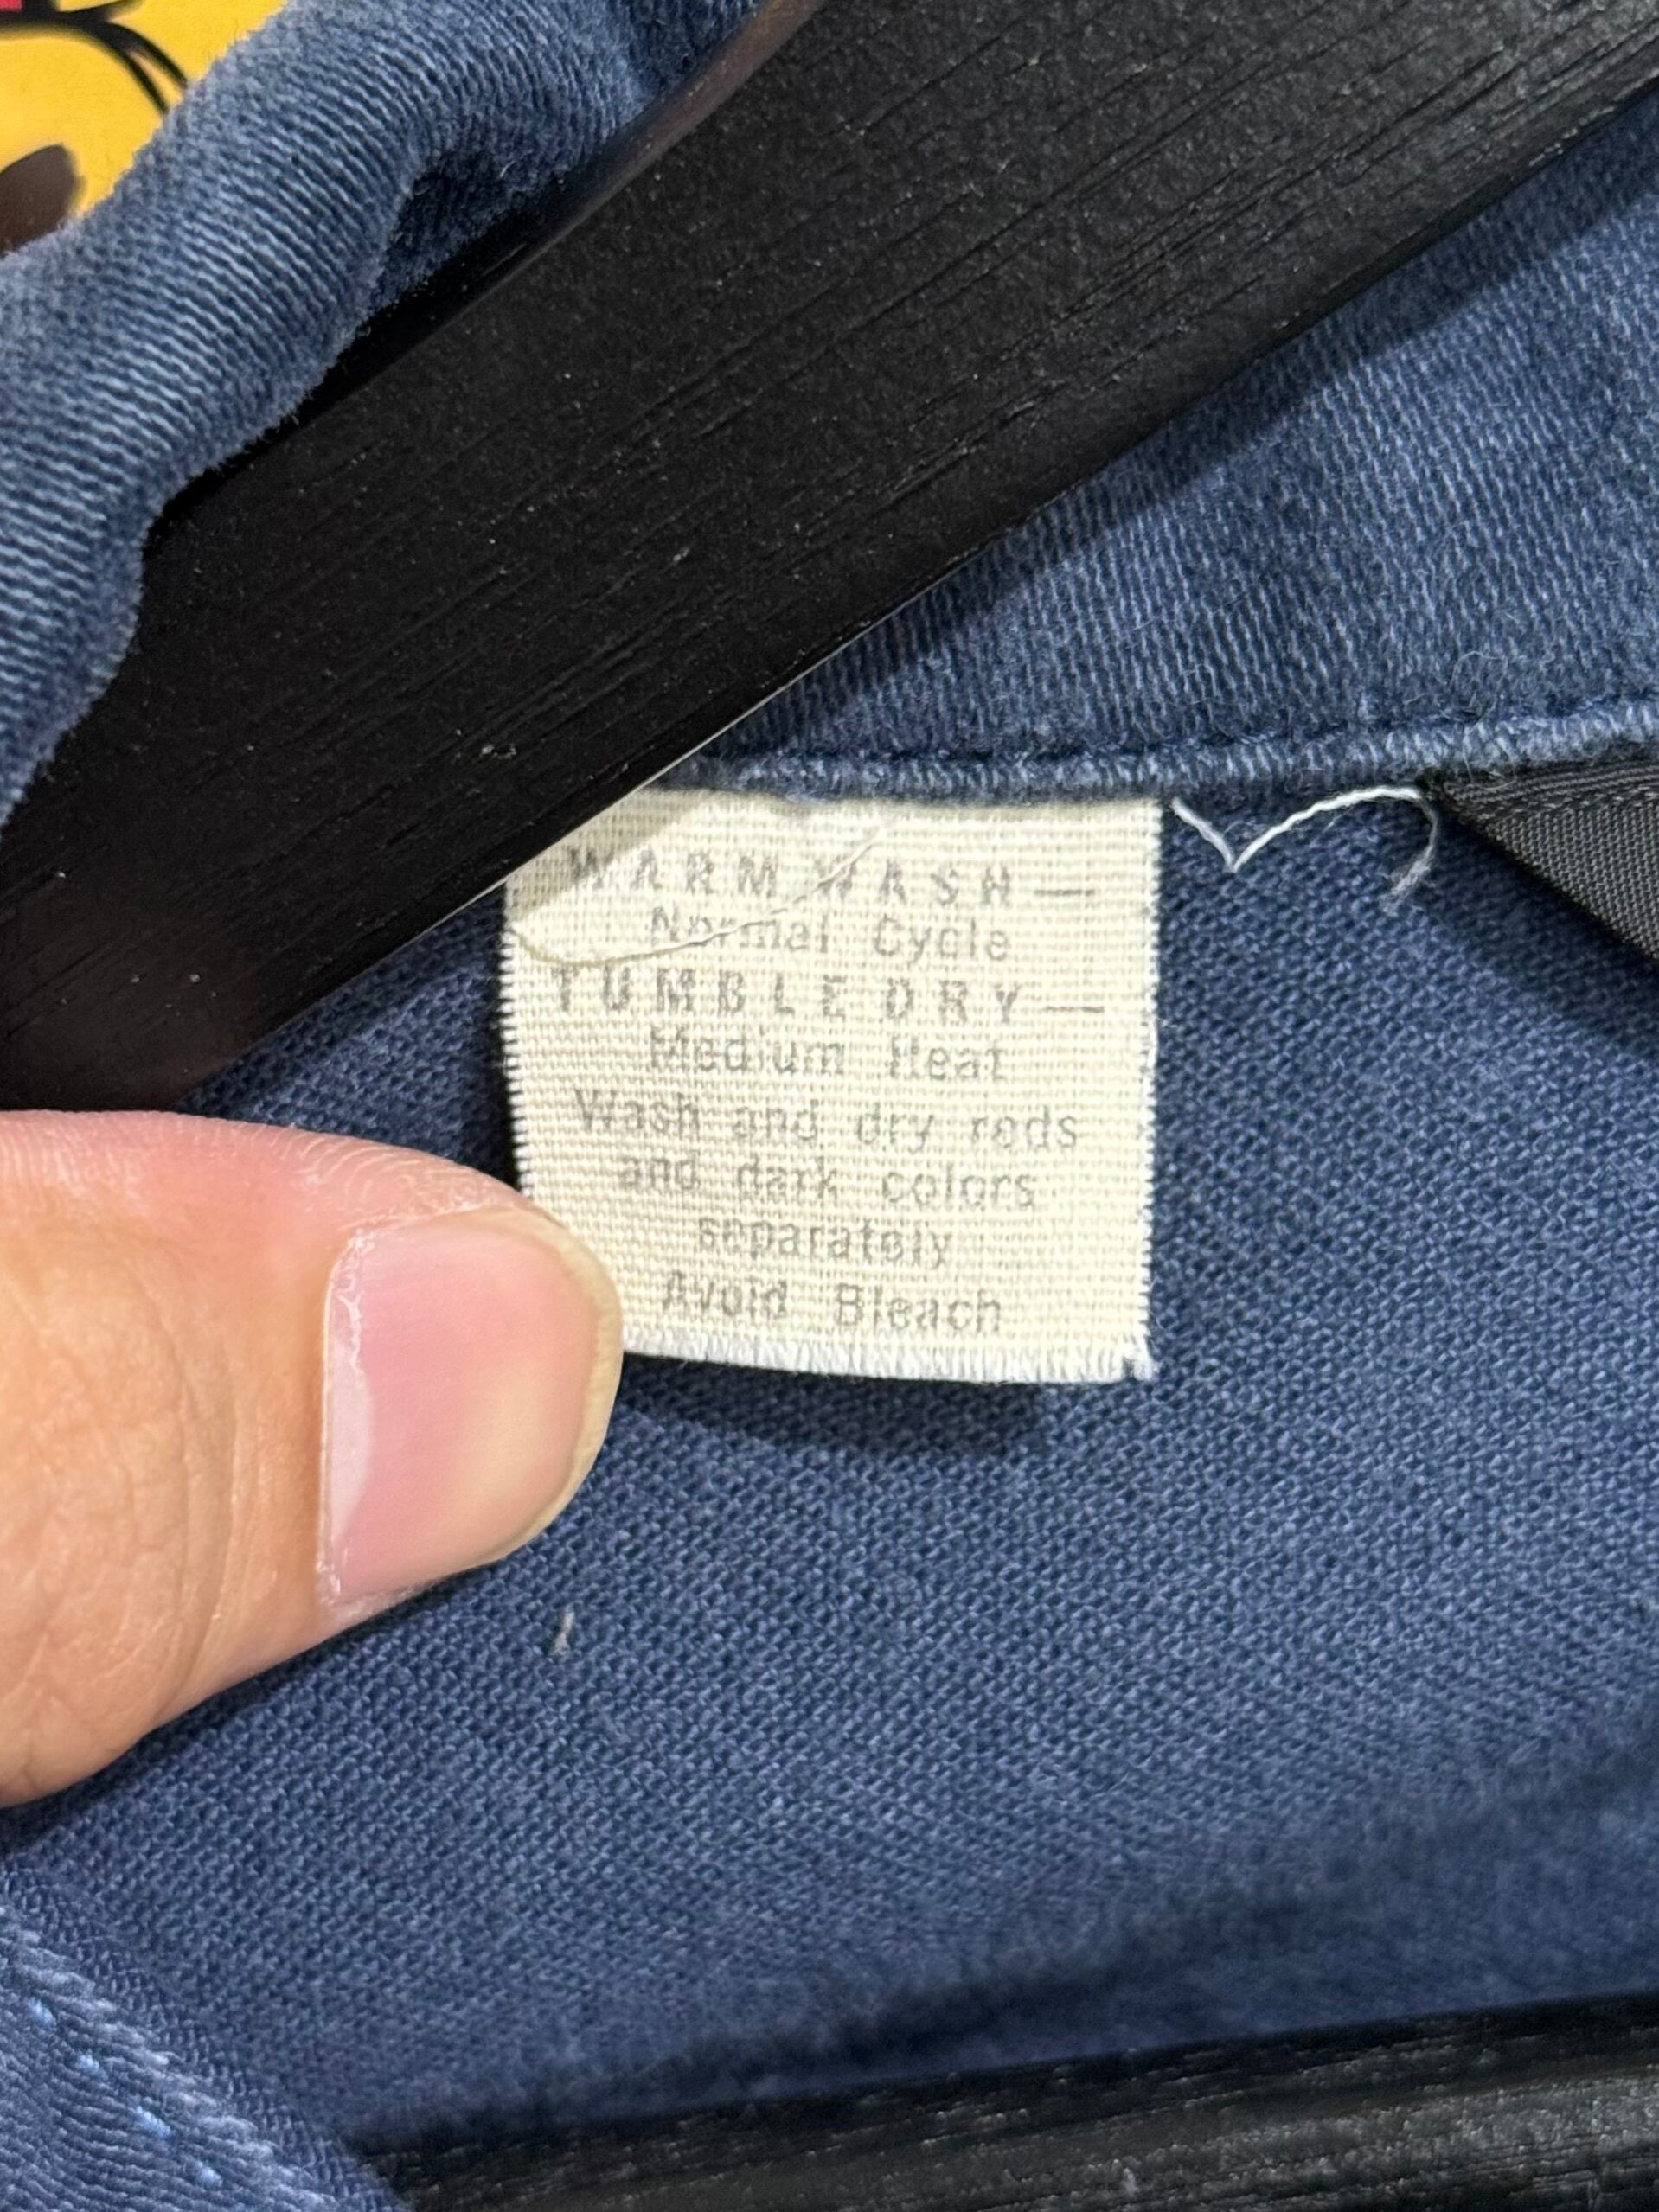 WARM WASH—
Normal Cycle
TUMBLE DRY—
Medium Heat
Wash and dry reds
and dark colors
separately
Avoid Bleach